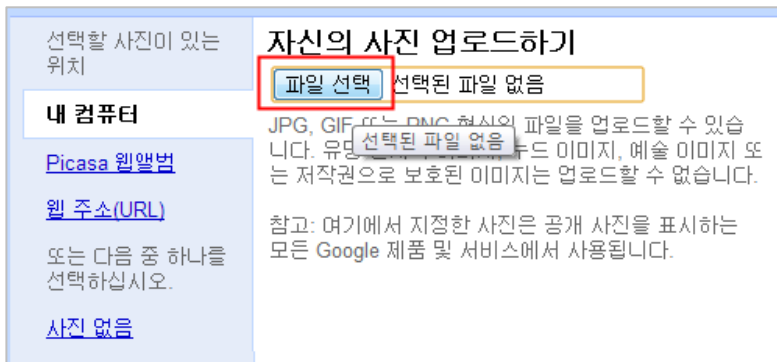 선택할 사진이 있는
위치
내 컴퓨터
Picasa 웹앨범
웹 주소(URL)
또는 다음 중 하나를
선택하십시오.
사진 없음
자신의 사진 업로드하기
파일 선택 선택된 파일 없음
JPG, GIF 또는 PNG 형식의 파일을 업로드할 수 있습
선택된 파일 없음
니다. 유명 누드 이미지, 예술 이미지 또
는 저작권으로 보호된 이미지는 업로드할 수 없습니다.
참고: 여기에서 지정한 사진은 공개 사진을 표시하는
모든 Google 제품 및 서비스에서 사용됩니다.